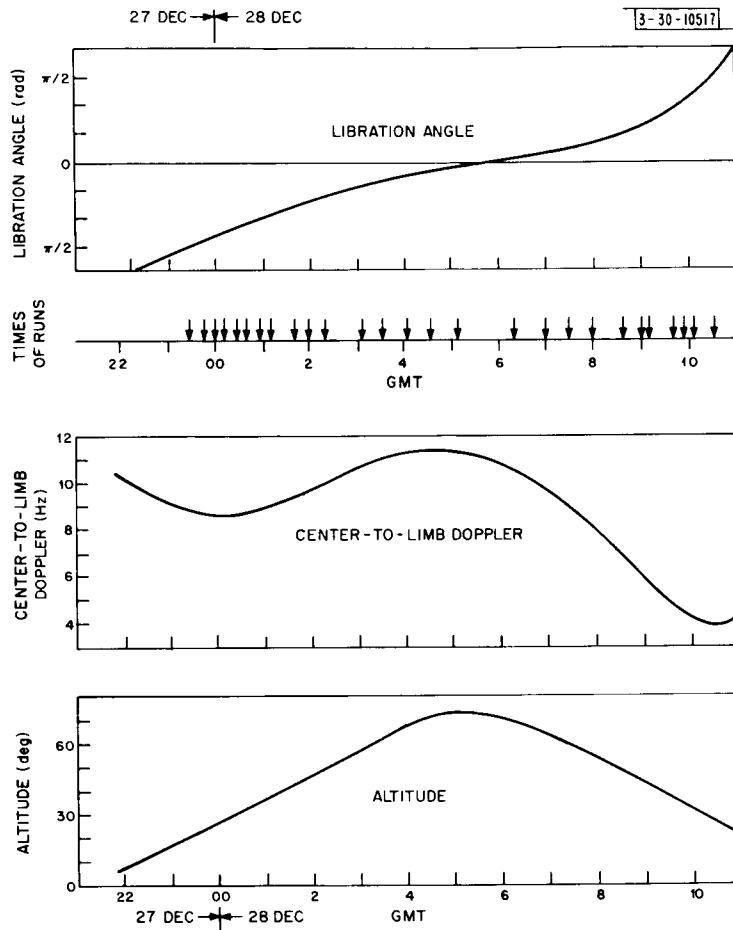 27 DEC 28 DEC
3-30-10517
LIBRATION ANGLE (rad)
π/2
0
π/2
LIBRATION ANGLE
TIMES OF RUNS
22 00 2 4 6 8 10
GMT
CENTER-TO-LIMB
DOPPLER (Hz)
12
10
8
6
4
CENTER-TO-LIMB DOPPLER
ALTITUDE (deg)
60
30
0
ALTITUDE
22 00 2 4 6 8 10
27 DEC 28 DEC GMT